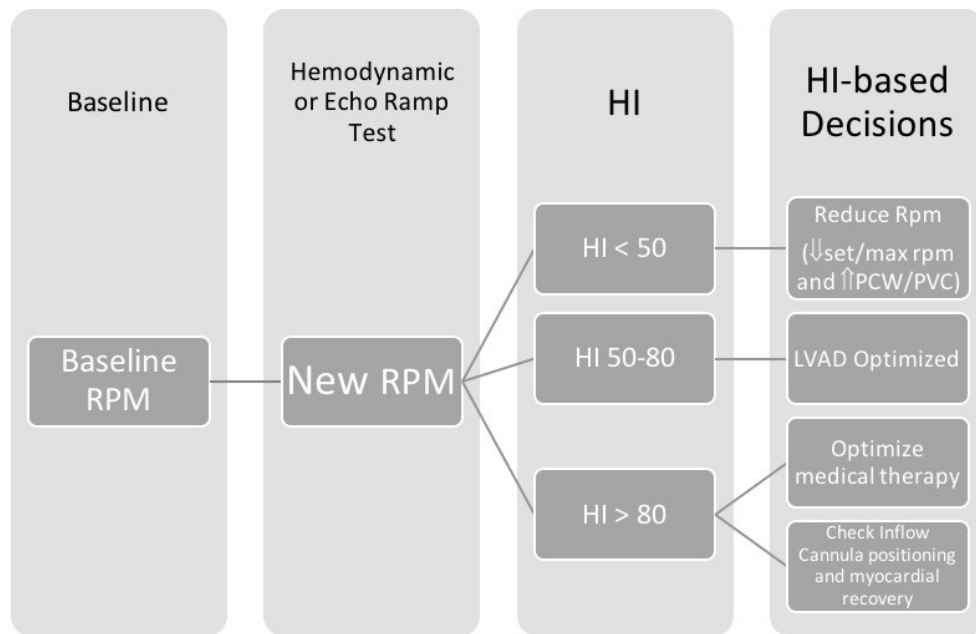 Baseline
Hemodynamic
or Echo Ramp
Test
HI
HI-based
Decisions
Baseline
RPM
New RPM
HI < 50
HI 50-80
HI > 80
Reduce Rpm
(⇓set/max rpm
and ⇑PCW/PVC)
LVAD Optimized
Optimize
medical therapy
Check Inflow
Cannula positioning
and myocardial
recovery